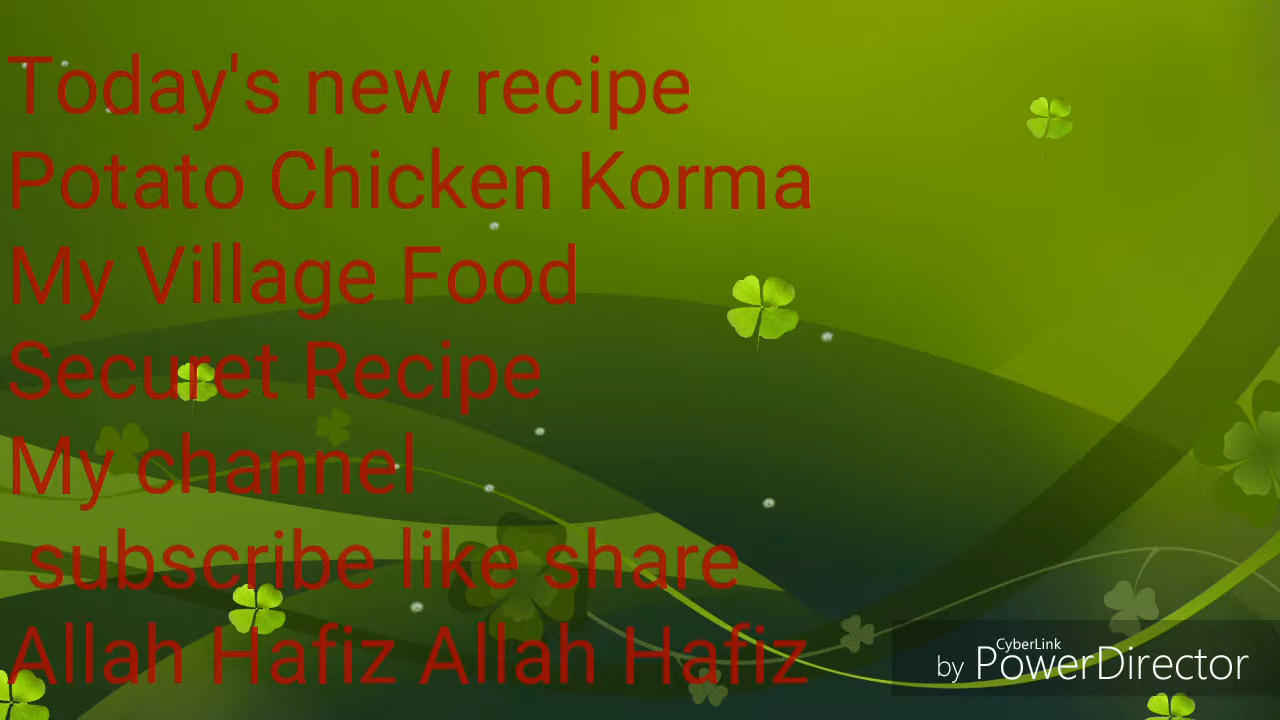 Today's new recipe
Potato Chicken Korma
My Village Food
Securet Recipe
My channel
subscribe like share
Allah Hafiz Allah Hafiz
CyberLink
by PowerDirector